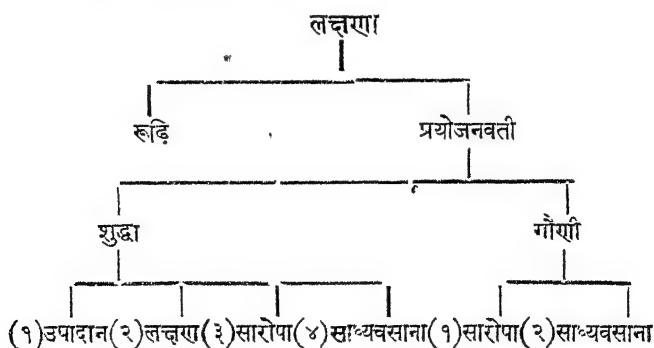 लक्षणा
रूढ़ि प्रयोजनवती
शुद्धा गौणी
(१)उपादान(२)लक्षणा(३)सारोपा(४)साध्यवसाना(१)सारोपा(२)साध्यवसाना